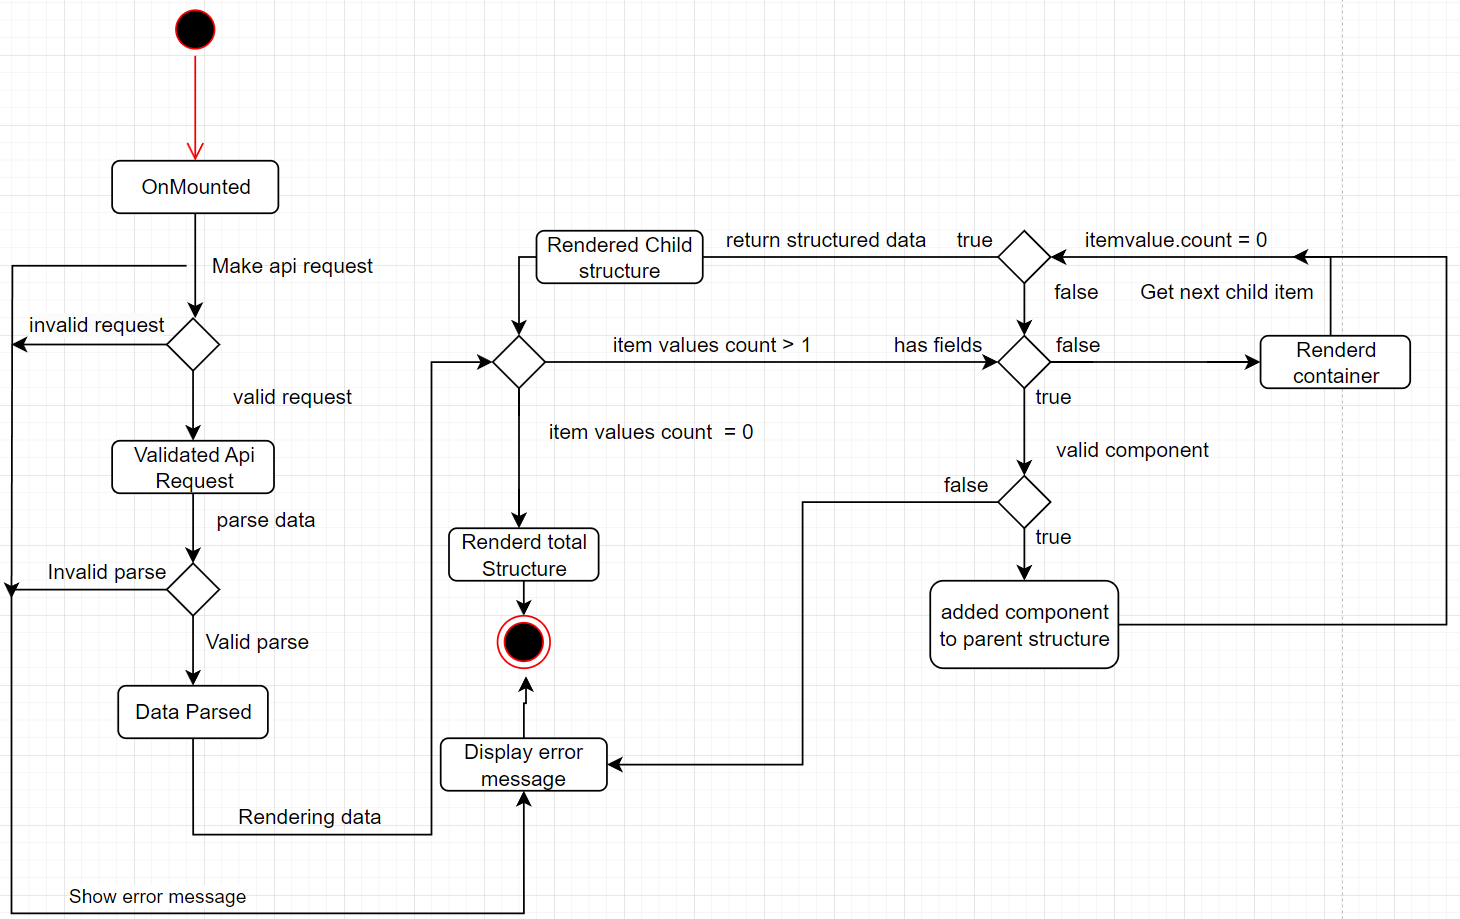 OnMounted
Make api request
invalid request
valid request
Validated Api
Request
parse data
Invalid parse
Valid parse
Data Parsed
Rendering data
Show error message
Rendered Child
structure
return structured data
true
itemvalue.count = 0
false
Get next child item
item values count > 1
has fields
false
Renderd
container
true
item values count  = 0
valid component
false
true
Renderd total
Structure
added component
to parent structure
Display error
message